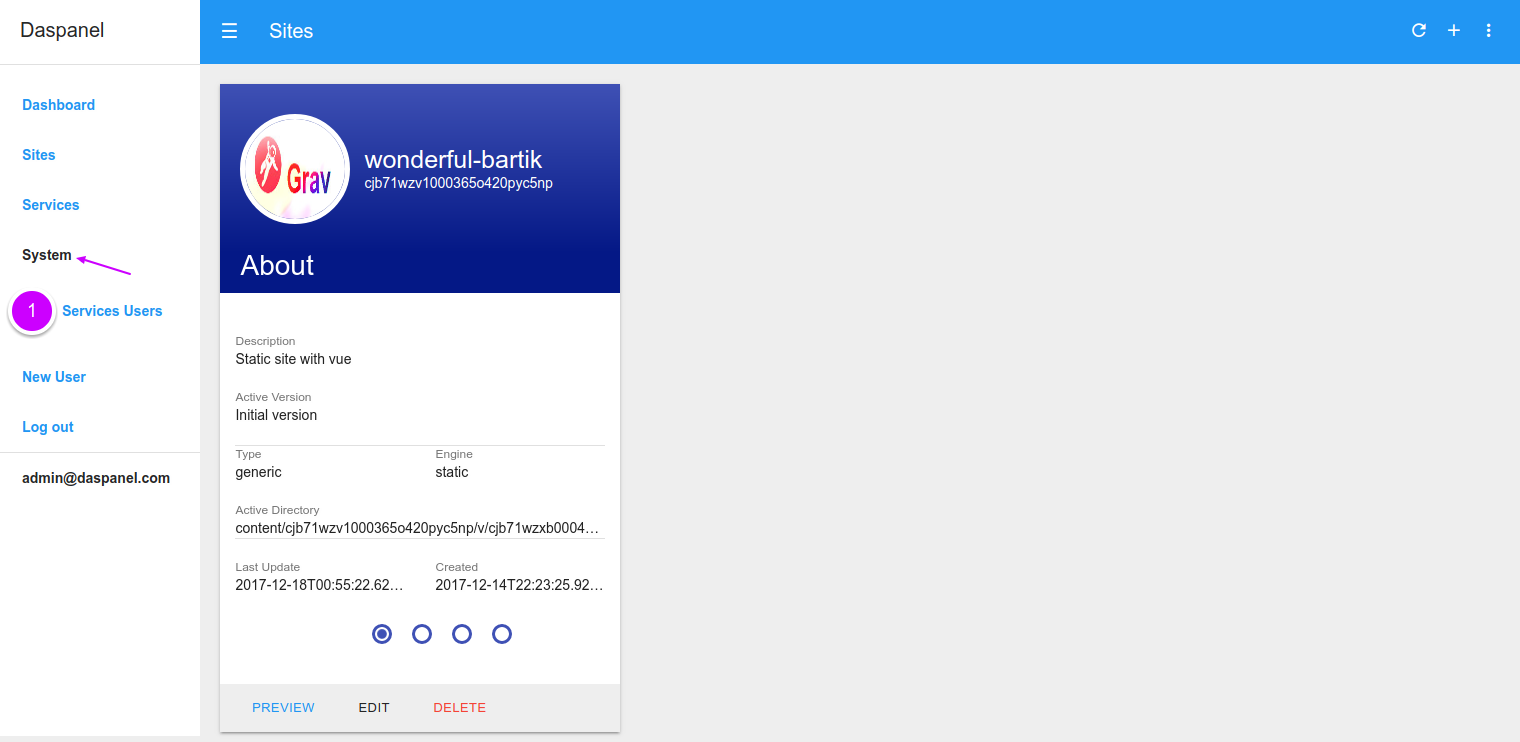 Daspanel
Sites
Dashboard
Sites
Services
System
1 Services Users
New User
Log out
admin@daspanel.com
Grav
wonderful-bartik
cjb71wzv1000365o420pyc5np
About
Description
Static site with vue
Active Version
Initial version
Type Engine
generic static
Active Directory
content/cjb71wzv1000365o420pyc5np/v/cjb71wzxb0004…
Last Update Created
2017-12-18T00:55:22.62… 2017-12-14T22:23:25.92…
PREVIEW EDIT DELETE